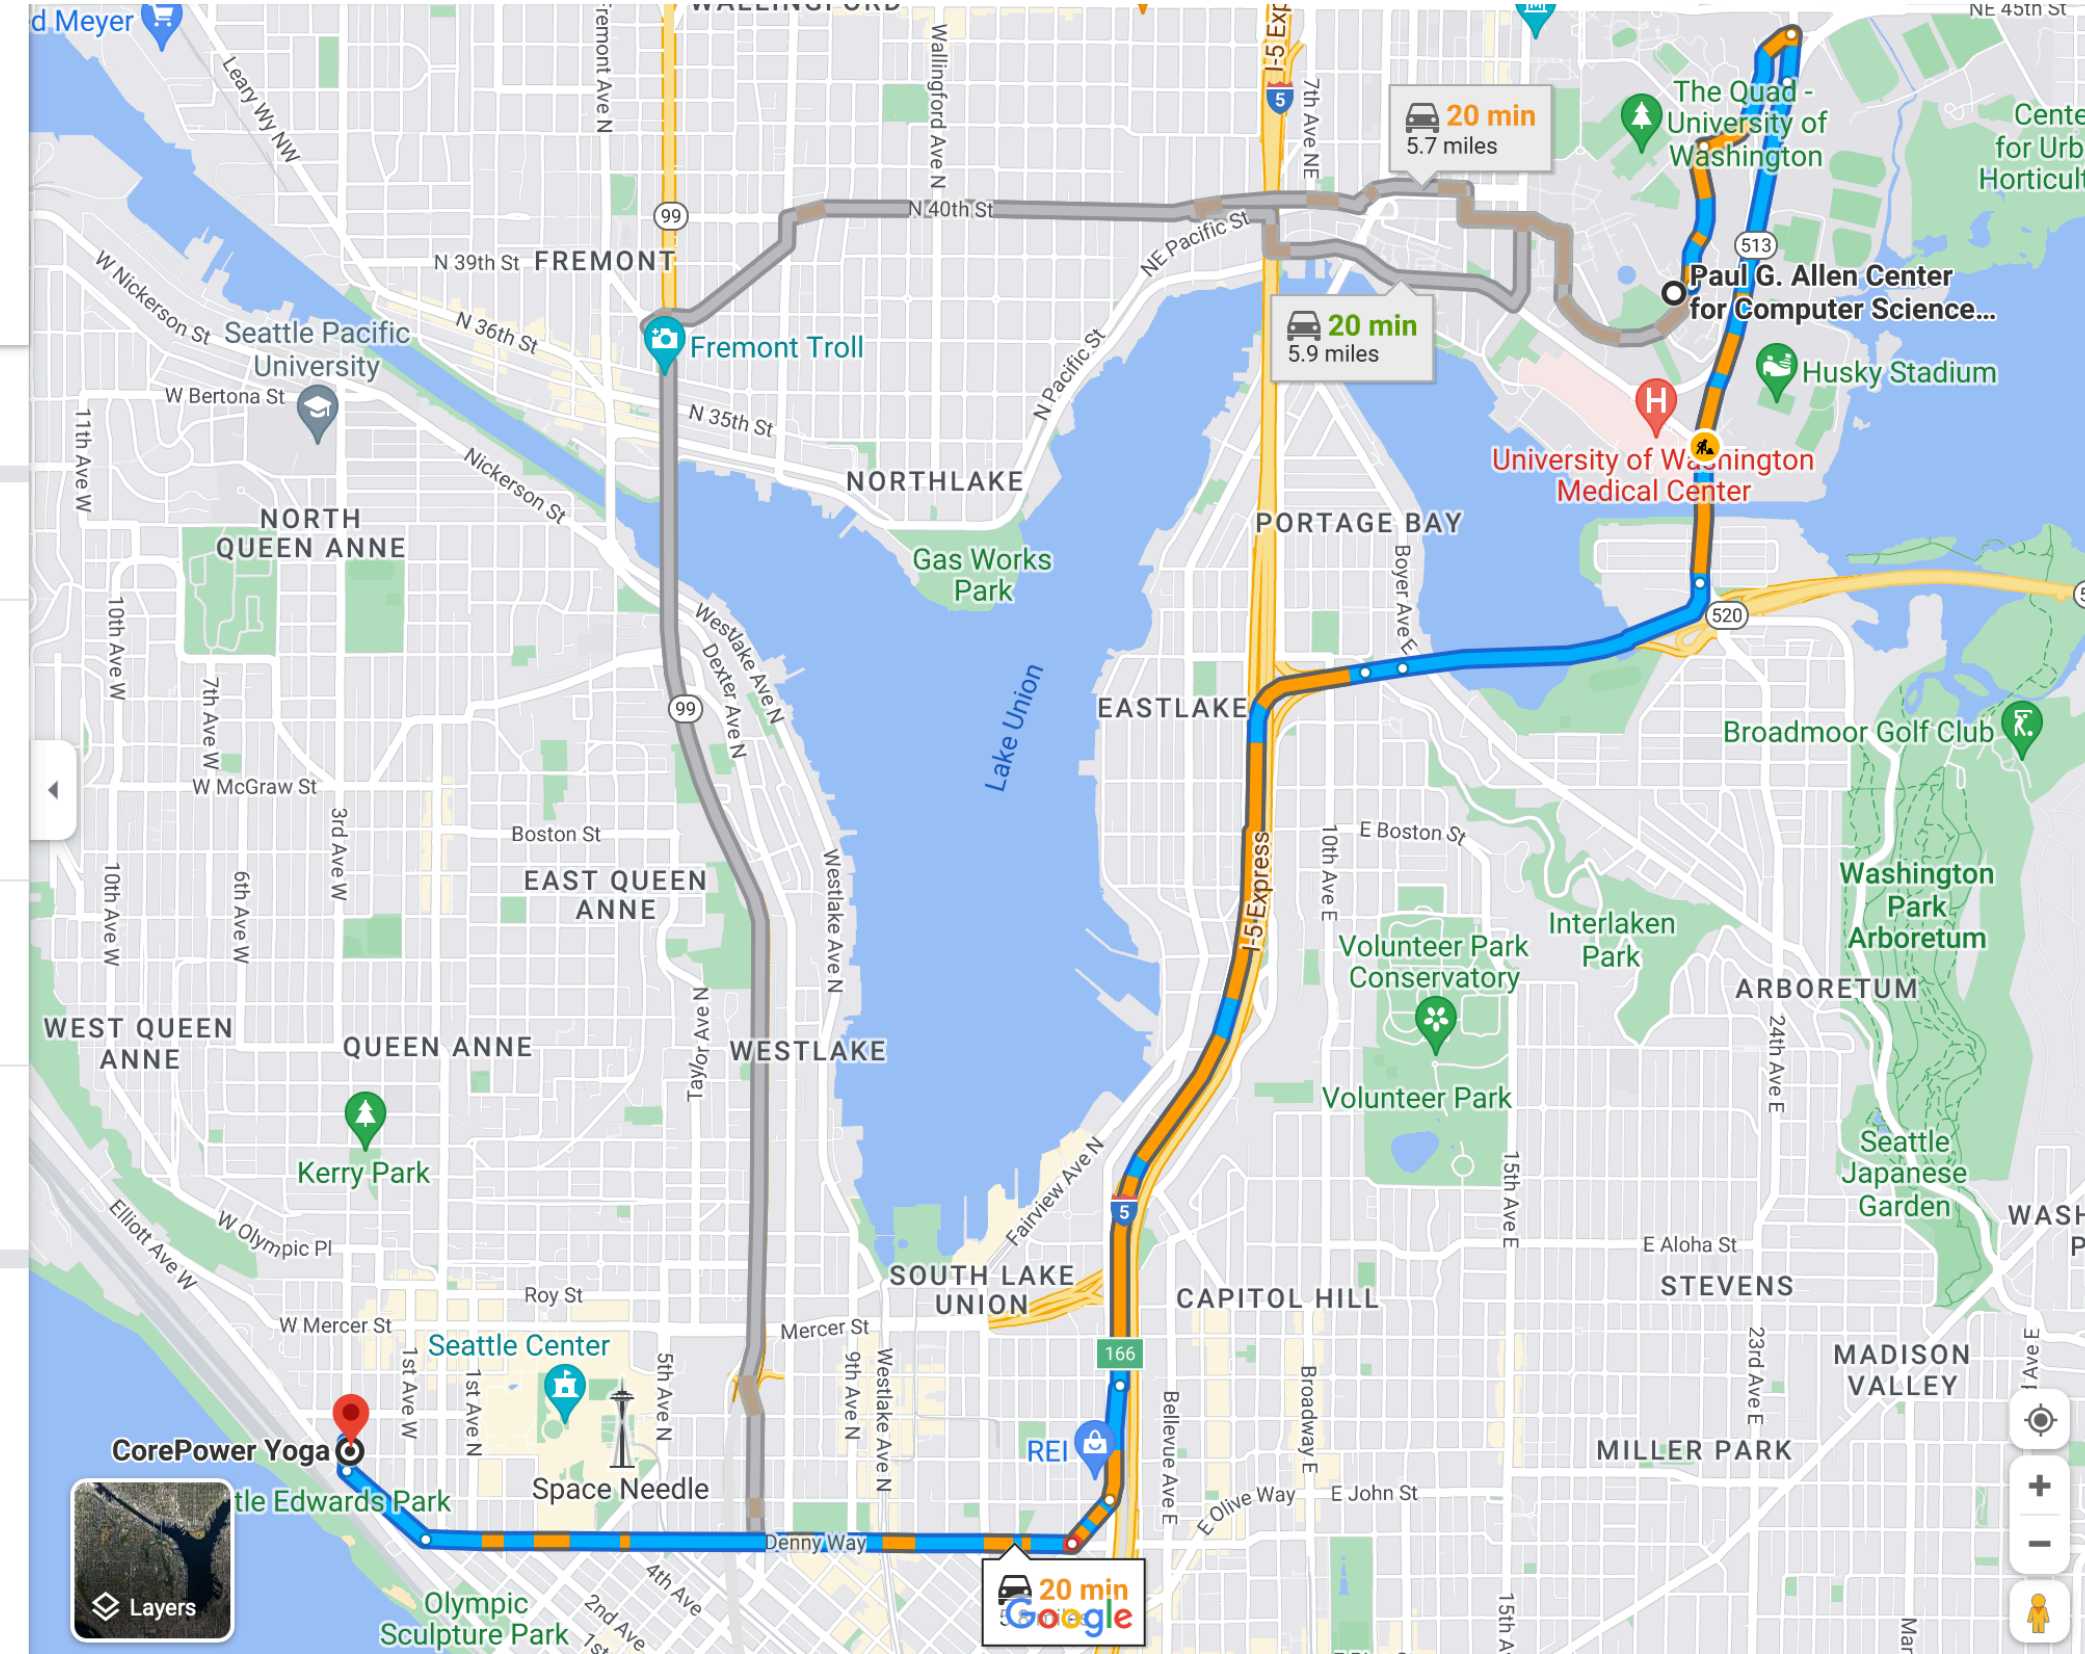 WALLINGFORD
NE 45th St
d Meyer
Leary Wy NW
Fremont Ave N
Wallingford Ave N
I-5 Exp
5
7th Ave NE
20 min
5.7 miles
The Quad -
University of
Washington
Cente
for Urb
Horticult
99
N 40th St
NE Pacific St
513
N 39th St
FREMONT
W Nickerson St
Paul G. Allen Center
for Computer Science...
Seattle Pacific
University
N 36th St
Fremont Troll
20 min
5.9 miles
N Pacific St
Husky Stadium
W Bertona St
11th Ave W
N 35th St
H
University of Washington
Medical Center
Nickerson St
NORTHLAKE
NORTH
QUEEN ANNE
PORTAGE BAY
Gas Works
Park
Boyer Ave E
10th Ave W
Westlake Ave N
Dexter Ave N
520
5
7th Ave W
99
Lake Union
EASTLAKE
Broadmoor Golf Club
W McGraw St
3rd Ave W
Boston St
E Boston St
10th Ave E
I-5 Express
10th Ave W
6th Ave W
EAST QUEEN
ANNE
Westlake Ave N
Washington
Park
Arboretum
Interlaken
Park
Volunteer Park
Conservatory
ARBORETUM
WEST QUEEN
ANNE
QUEEN ANNE
Taylor Ave N
WESTLAKE
24th Ave E
Volunteer Park
Kerry Park
Fairview Ave N
Seattle
Japanese
Garden
15th Ave E
5
Elliott Ave W
W Olympic Pl
WASH
P
E Aloha St
SOUTH LAKE
UNION
CAPITOL HILL
STEVENS
Roy St
W Mercer St
Mercer St
Seattle Center
166
MADISON
VALLEY
1st Ave W
1st Ave N
5th Ave N
9th Ave N
Westlake Ave N
Bellevue Ave E
Broadway E
23rd Ave E
CorePower Yoga
REI
MILLER PARK
Space Needle
tle Edwards Park
E Olive Way
E John St
Denny Way
4th Ave
2nd Ave
1st
20 min
Google
Layers
Olympic
Sculpture Park
15th A
Mar